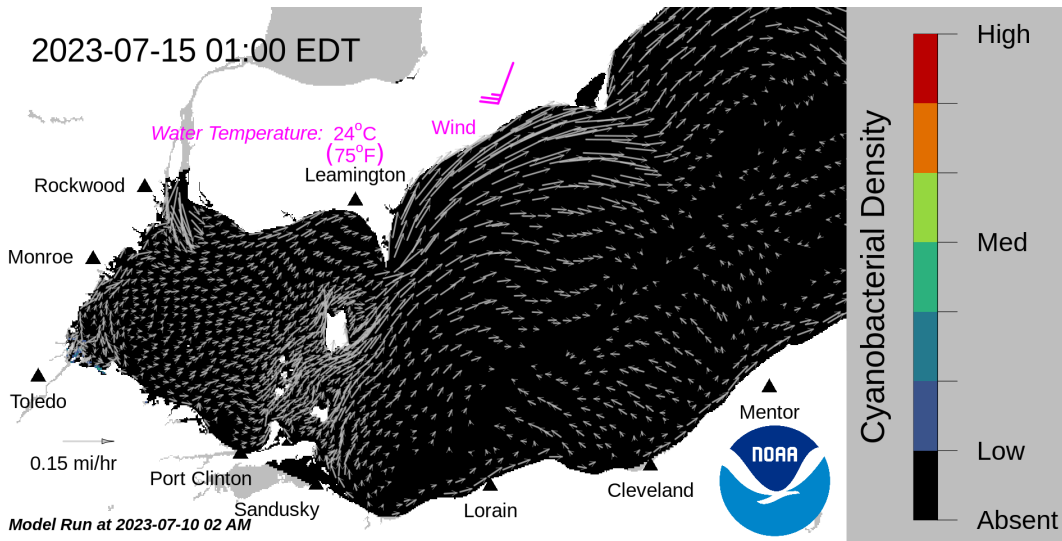 2023-07-15 01:00 EDT
Water Temperature: 24°C
(75°F)
Wind
Leamington
Rockwood
Monroe
Toledo
0.15 mi/hr
Port Clinton
Sandusky
Lorain
Cleveland
Mentor
NOAA
Model Run at 2023-07-10 02 AM
Cyanobacterial Density
High
Med
Low
Absent